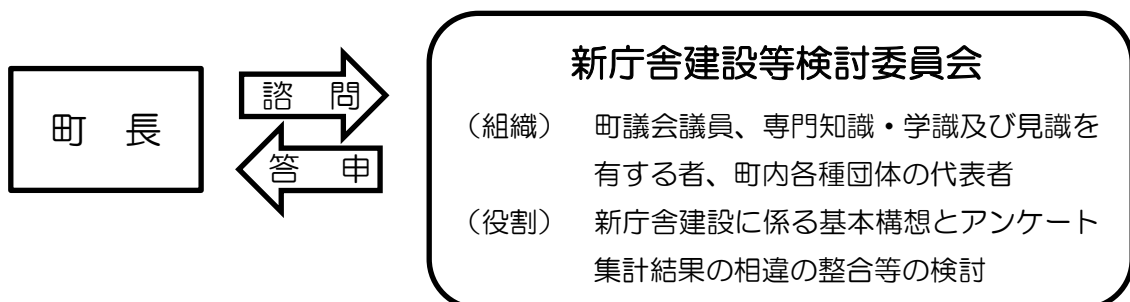 町　長
諮　問
答　申
新庁舎建設等検討委員会
（組織）　町議会議員、専門知識・学識及び見識を
有する者、町内各種団体の代表者
（役割）　新庁舎建設に係る基本構想とアンケート
集計結果の相違の整合等の検討